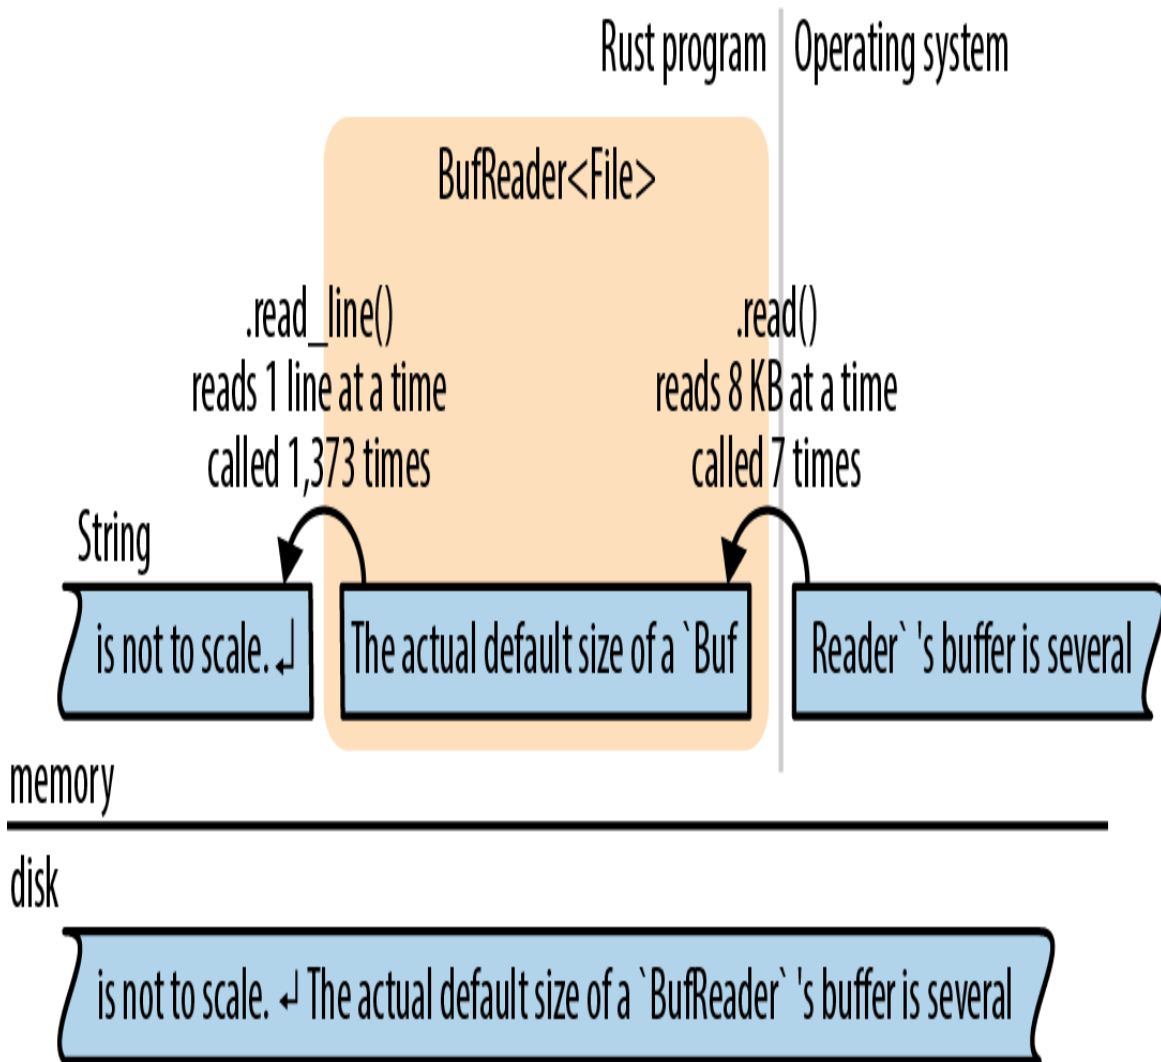 Rust program
Operating system
BufReader<File>
.read_line()
reads 1 line at a time
called 1,373 times
.read()
reads 8 KB at a time
called 7 times
String
is not to scale.↲
The actual default size of a `Buf
Reader` 's buffer is several
memory
disk
is not to scale. ↲ The actual default size of a `BufReader` 's buffer is several